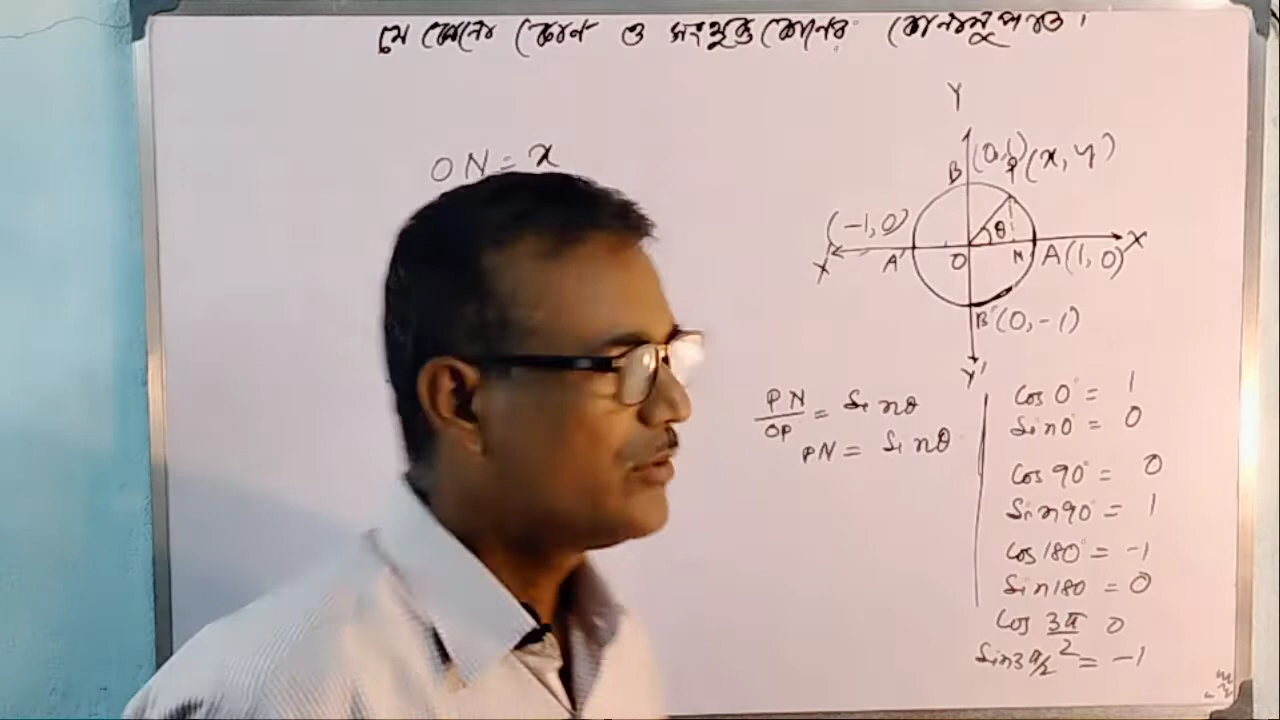 যে কোনো কোণ ও সংযুক্ত কোণের কোণানুপাত।
ON = x
Y
B (0,1) P (x, y)
(-1,0)
X
A'
O
θ
N
A(1,0)
X
B'(0,-1)
Y'
PN/OP = Sinθ
PN = Sinθ
Cos 0° = 1
Sin 0° = 0
Cos 90° = 0
Sin 90° = 1
Cos 180° = -1
Sin 180 = 0
Cos 3π/2 0
Sin 3π/2 = -1